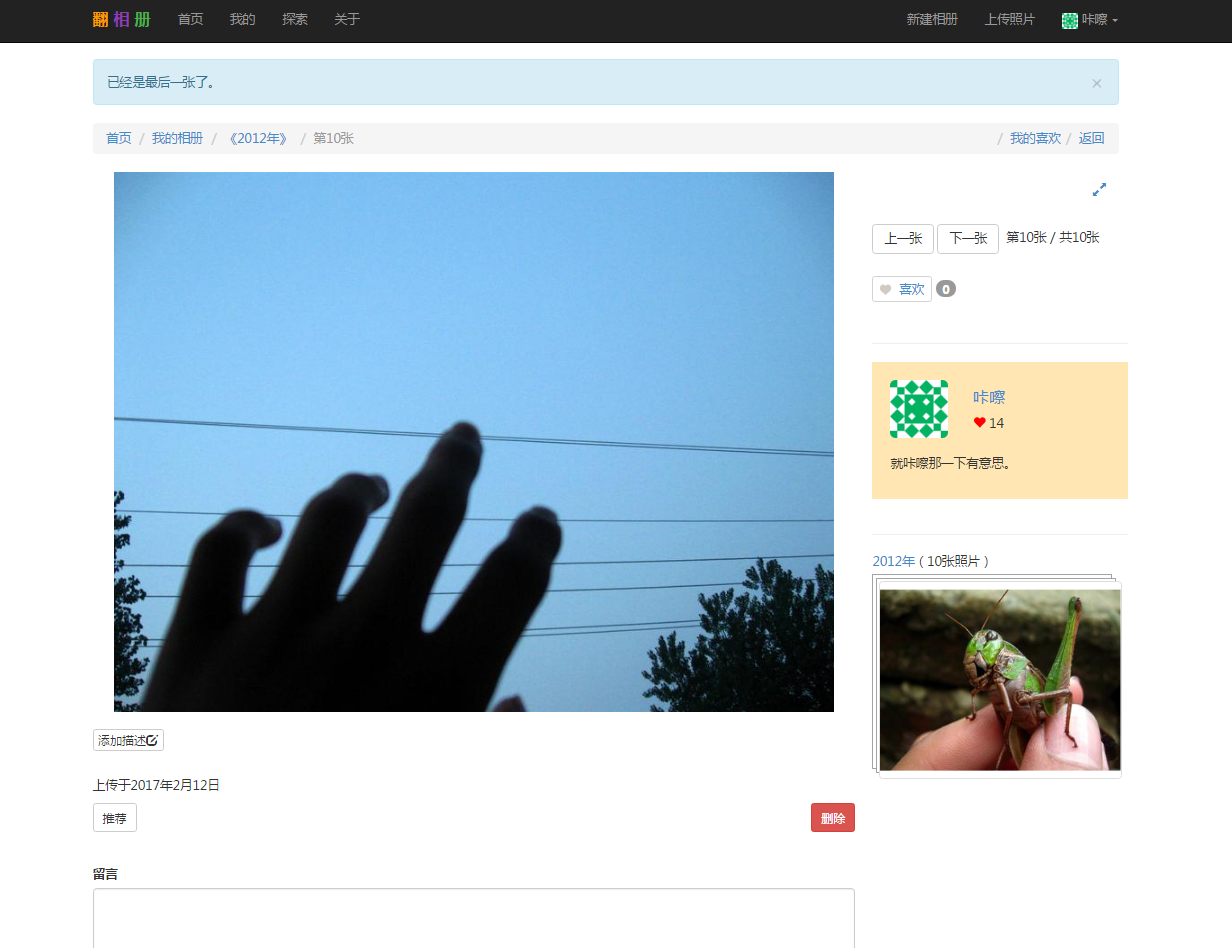 翻 相 册 首页 我的 探索 关于 新建相册 上传照片 咔嚓
已经是最后一张了。 ×
首页 / 我的相册 / 《2012年》 / 第10张 / 我的喜欢 / 返回
上一张 下一张 第10张 / 共10张
喜欢 0
咔嚓
14
就咔嚓那一下有意思。
2012年 ( 10张照片 )
添加描述
上传于2017年2月12日
推荐 删除
留言